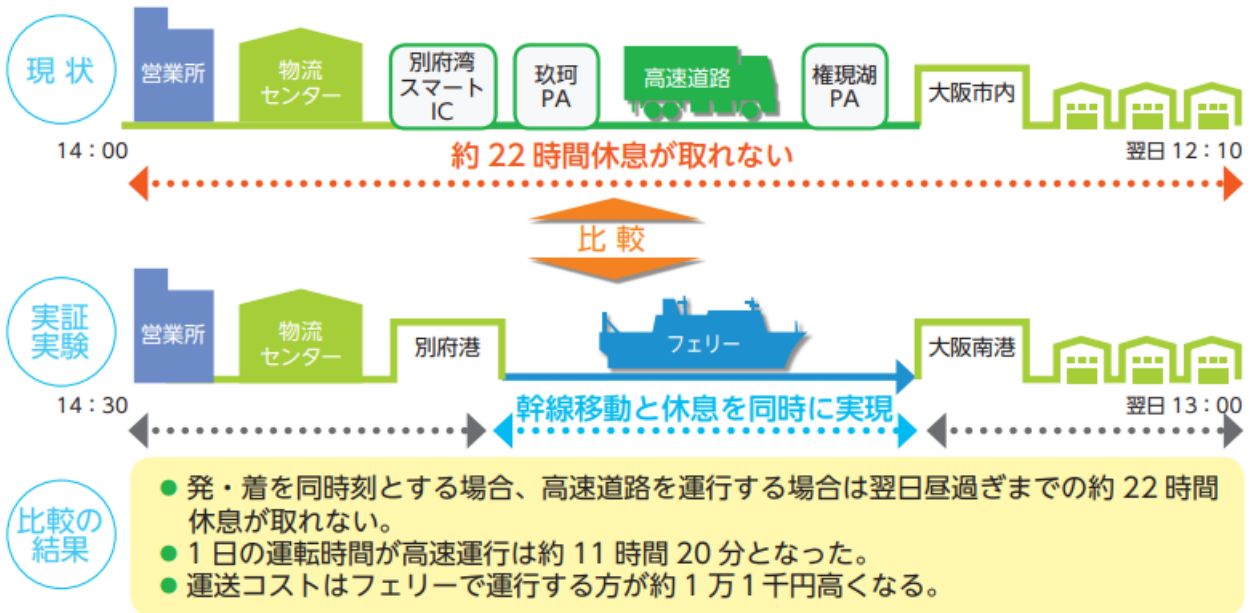 現状
営業所
物流
センター
別府湾
スマート
IC
玖珂
PA
高速道路
権現湖
PA
大阪市内
14：00
約 22 時間休息が取れない
翌日 12：10
比較
実証
実験
営業所
物流
センター
別府港
フェリー
大阪南港
14：30
幹線移動と休息を同時に実現
翌日 13：00
比較の
結果
● 発・着を同時刻とする場合、高速道路を運行する場合は翌日昼過ぎまでの約 22 時間
休息が取れない。
● 1 日の運転時間が高速運行は約 11 時間 20 分となった。
● 運送コストはフェリーで運行する方が約 1 万 1 千円高くなる。